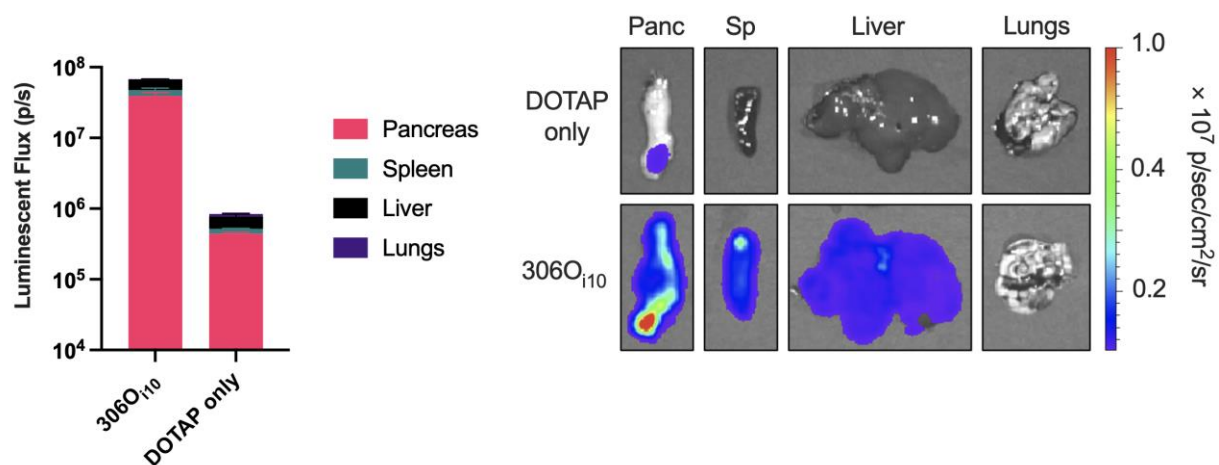 Luminescent Flux (p/s)
10⁸
10⁷
10⁶
10⁵
10⁴
306Oᵢ₁₀
DOTAP only
Pancreas
Spleen
Liver
Lungs
Panc
Sp
Liver
Lungs
DOTAP
only
306Oᵢ₁₀
1.0
0.4
0.2
× 10⁷ p/sec/cm²/sr